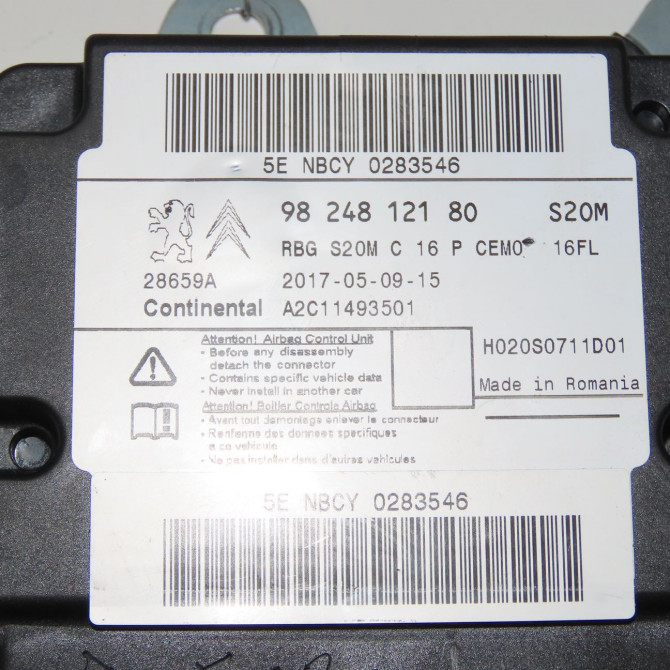 5E NBCY 0283546
98 248 121 80 S20M
RBG S20M C 16 P CEM0 16FL
28659A 2017-05-09-15
Continental A2C11493501
Attention! Airbag Control Unit
- Before any disassembly
detach the connector
- Contains specific vehicle data
- Never install in another car
Attention! Boitier Controle Airbag
- Avant tout demontage enlever le connecteur
- Renferme des donnees specifiques
a ce vehicule
- Ne pas installer dans d'autres vehicules
H020S0711D01
Made in Romania
5E NBCY 0283546